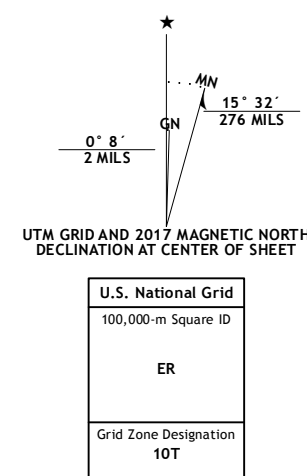 ★
MN
GN
15° 32´
276 MILS
0° 8´
2 MILS
UTM GRID AND 2017 MAGNETIC NORTH
DECLINATION AT CENTER OF SHEET
U.S. National Grid
100,000-m Square ID
ER
Grid Zone Designation
10T